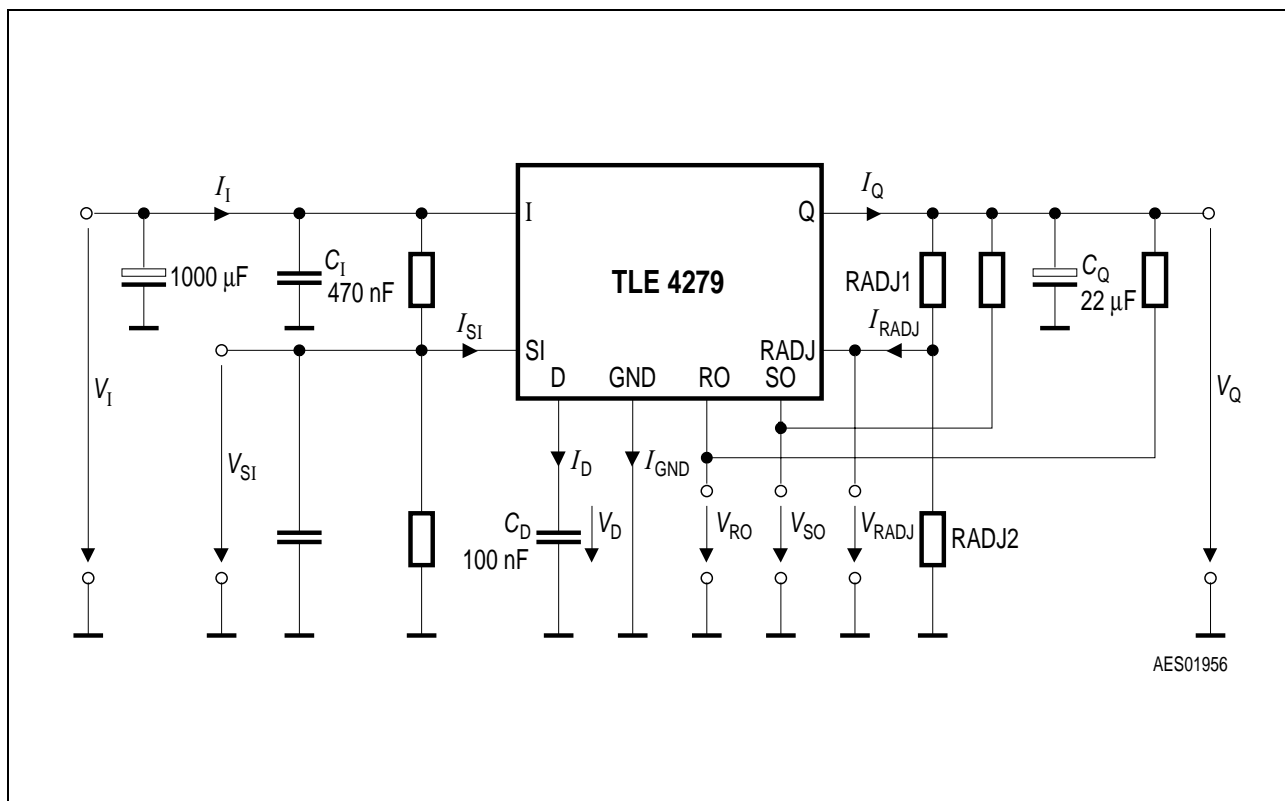 I_I
I_Q
I
Q
1000 µF
C_I
470 nF
TLE 4279
RADJ1
C_Q
22 µF
I_SI
I_RADJ
SI
RADJ
D
GND
RO
SO
V_I
V_Q
V_SI
I_D
I_GND
C_D
100 nF
V_D
V_RO
V_SO
V_RADJ
RADJ2
AES01956